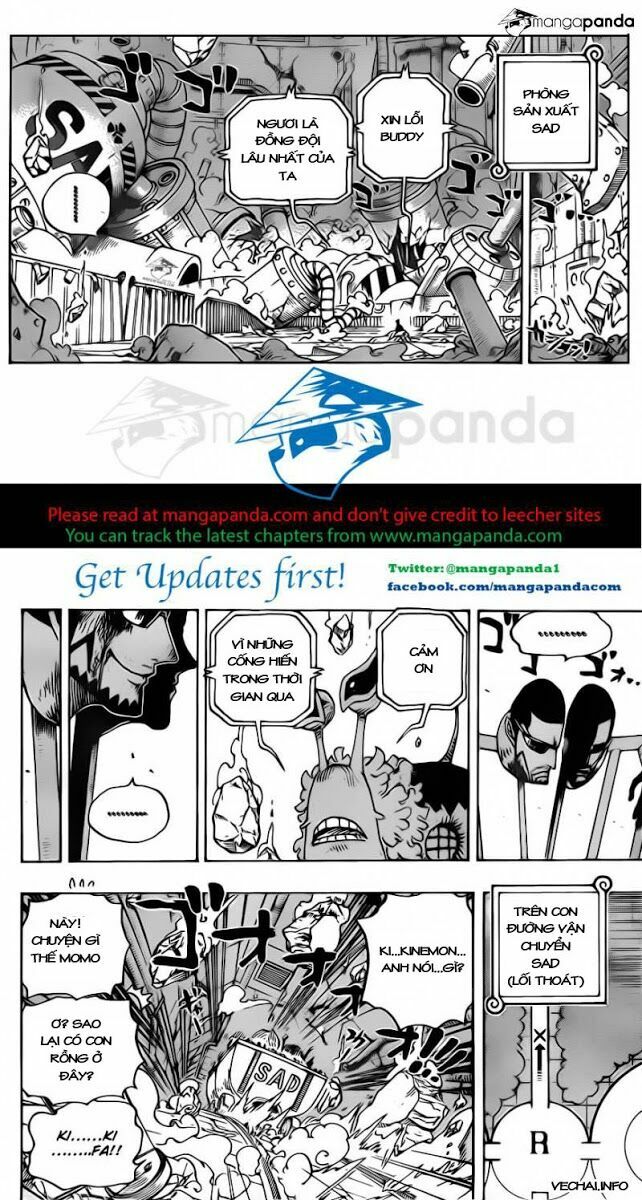 mangapanda
PHÒNG
SẢN XUẤT
SAD
XIN LỖI
BUDDY
NGƯƠI LÀ
ĐỒNG ĐỘI
LÂU NHẤT CỦA
TA
SAD
mangapanda
Please read at mangapanda.com and don't give credit to leecher sites
You can track the latest chapters from www.mangapanda.com
Get Updates first!
Twitter: @mangapanda1
facebook.com/mangapandacom
CẢM
ƠN
VÌ NHỮNG
CỐNG HIẾN
TRONG THỜI
GIAN QUA
TRÊN CON
ĐƯỜNG VẬN
CHUYỂN
SAD
(LỐI THOÁT)
KI...KINEMON...
ANH NÓI...GÌ?
NÀY!
CHUYỆN GÌ
THẾ MOMO
Ơ? SAO
LẠI CÓ CON
RỒNG Ở
ĐÂY?
KI......KI
........FA!!
SAD
X
R
VECHAI.INFO